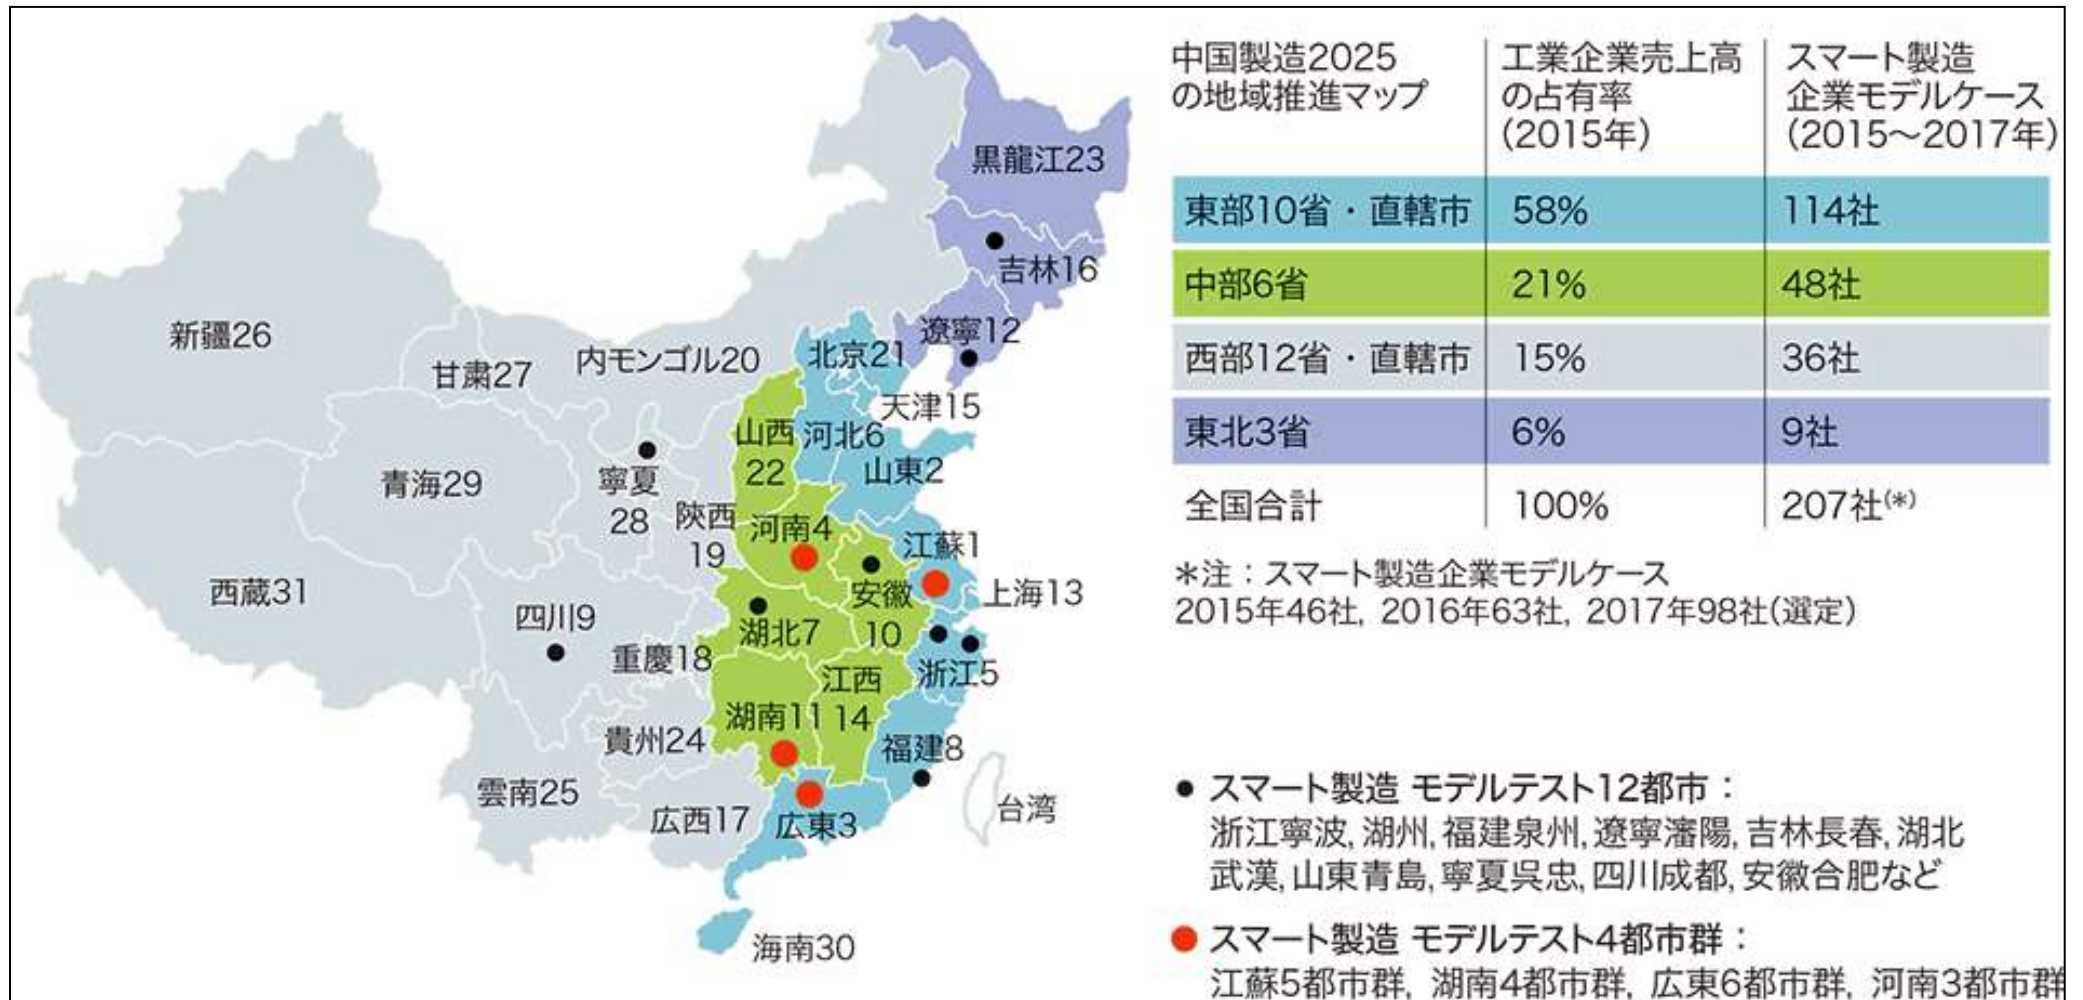 黒龍江23
吉林16
遼寧12
新疆26
甘粛27
内モンゴル20
北京21
天津15
山西
22
河北6
山東2
青海29
寧夏
28
陝西
19
河南4
江蘇1
西蔵31
四川9
安徽
10
上海13
湖北7
重慶18
浙江5
江西
14
湖南11
貴州24
福建8
雲南25
広西17
広東3
台湾
海南30
中国製造2025
の地域推進マップ
工業企業売上高
の占有率
(2015年)
スマート製造
企業モデルケース
(2015〜2017年)
東部10省・直轄市 58% 114社
中部6省 21% 48社
西部12省・直轄市 15% 36社
東北3省 6% 9社
全国合計 100% 207社(*)
*注：スマート製造企業モデルケース
2015年46社, 2016年63社, 2017年98社(選定)
● スマート製造 モデルテスト12都市：
浙江寧波, 湖州, 福建泉州, 遼寧瀋陽, 吉林長春, 湖北
武漢, 山東青島, 寧夏呉忠, 四川成都, 安徽合肥など
● スマート製造 モデルテスト4都市群：
江蘇5都市群, 湖南4都市群, 広東6都市群, 河南3都市群